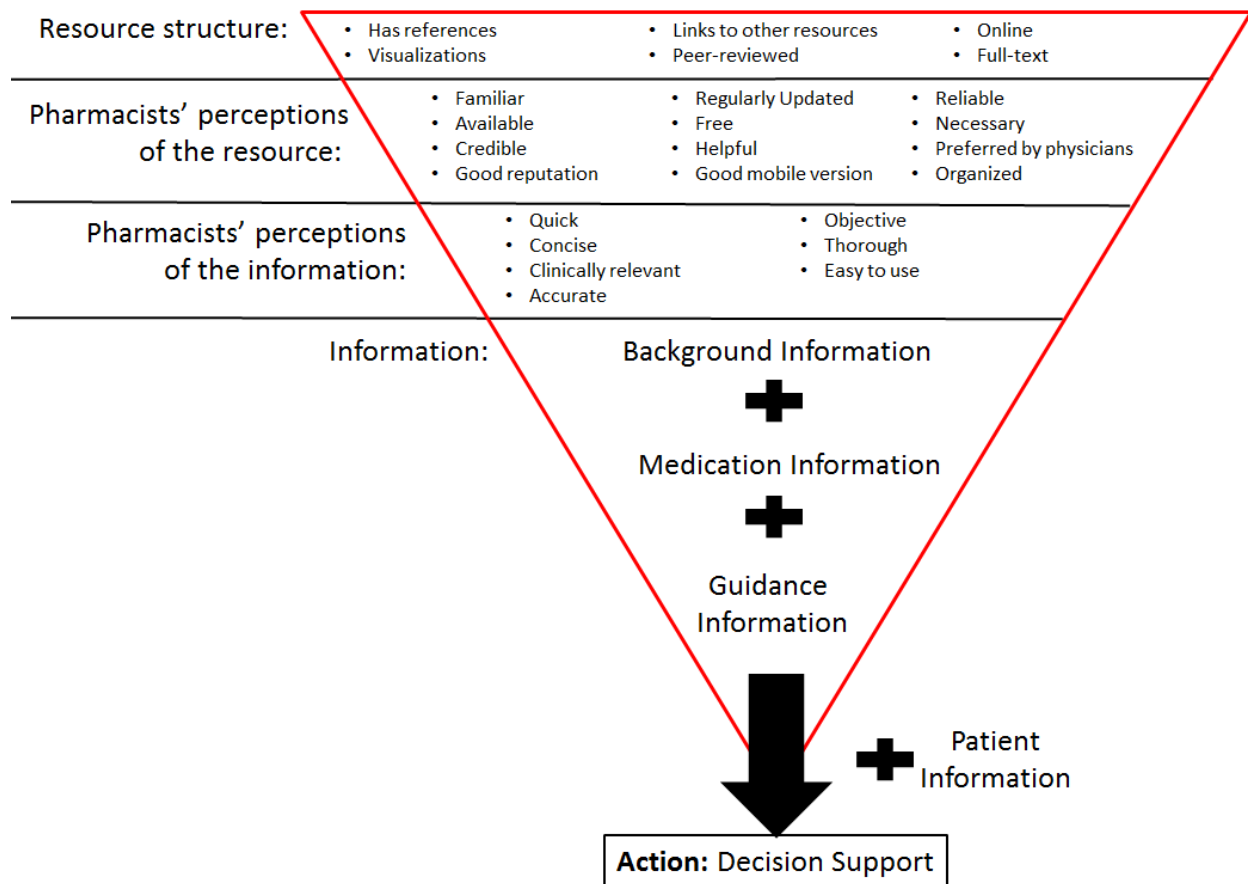 Resource structure:
• Has references
• Visualizations
• Links to other resources
• Peer-reviewed
• Online
• Full-text
Pharmacists’ perceptions
of the resource:
• Familiar
• Available
• Credible
• Good reputation
• Regularly Updated
• Free
• Helpful
• Good mobile version
• Reliable
• Necessary
• Preferred by physicians
• Organized
Pharmacists’ perceptions
of the information:
• Quick
• Concise
• Clinically relevant
• Accurate
• Objective
• Thorough
• Easy to use
Information:
Background Information
Medication Information
Guidance
Information
Patient
Information
Action: Decision Support